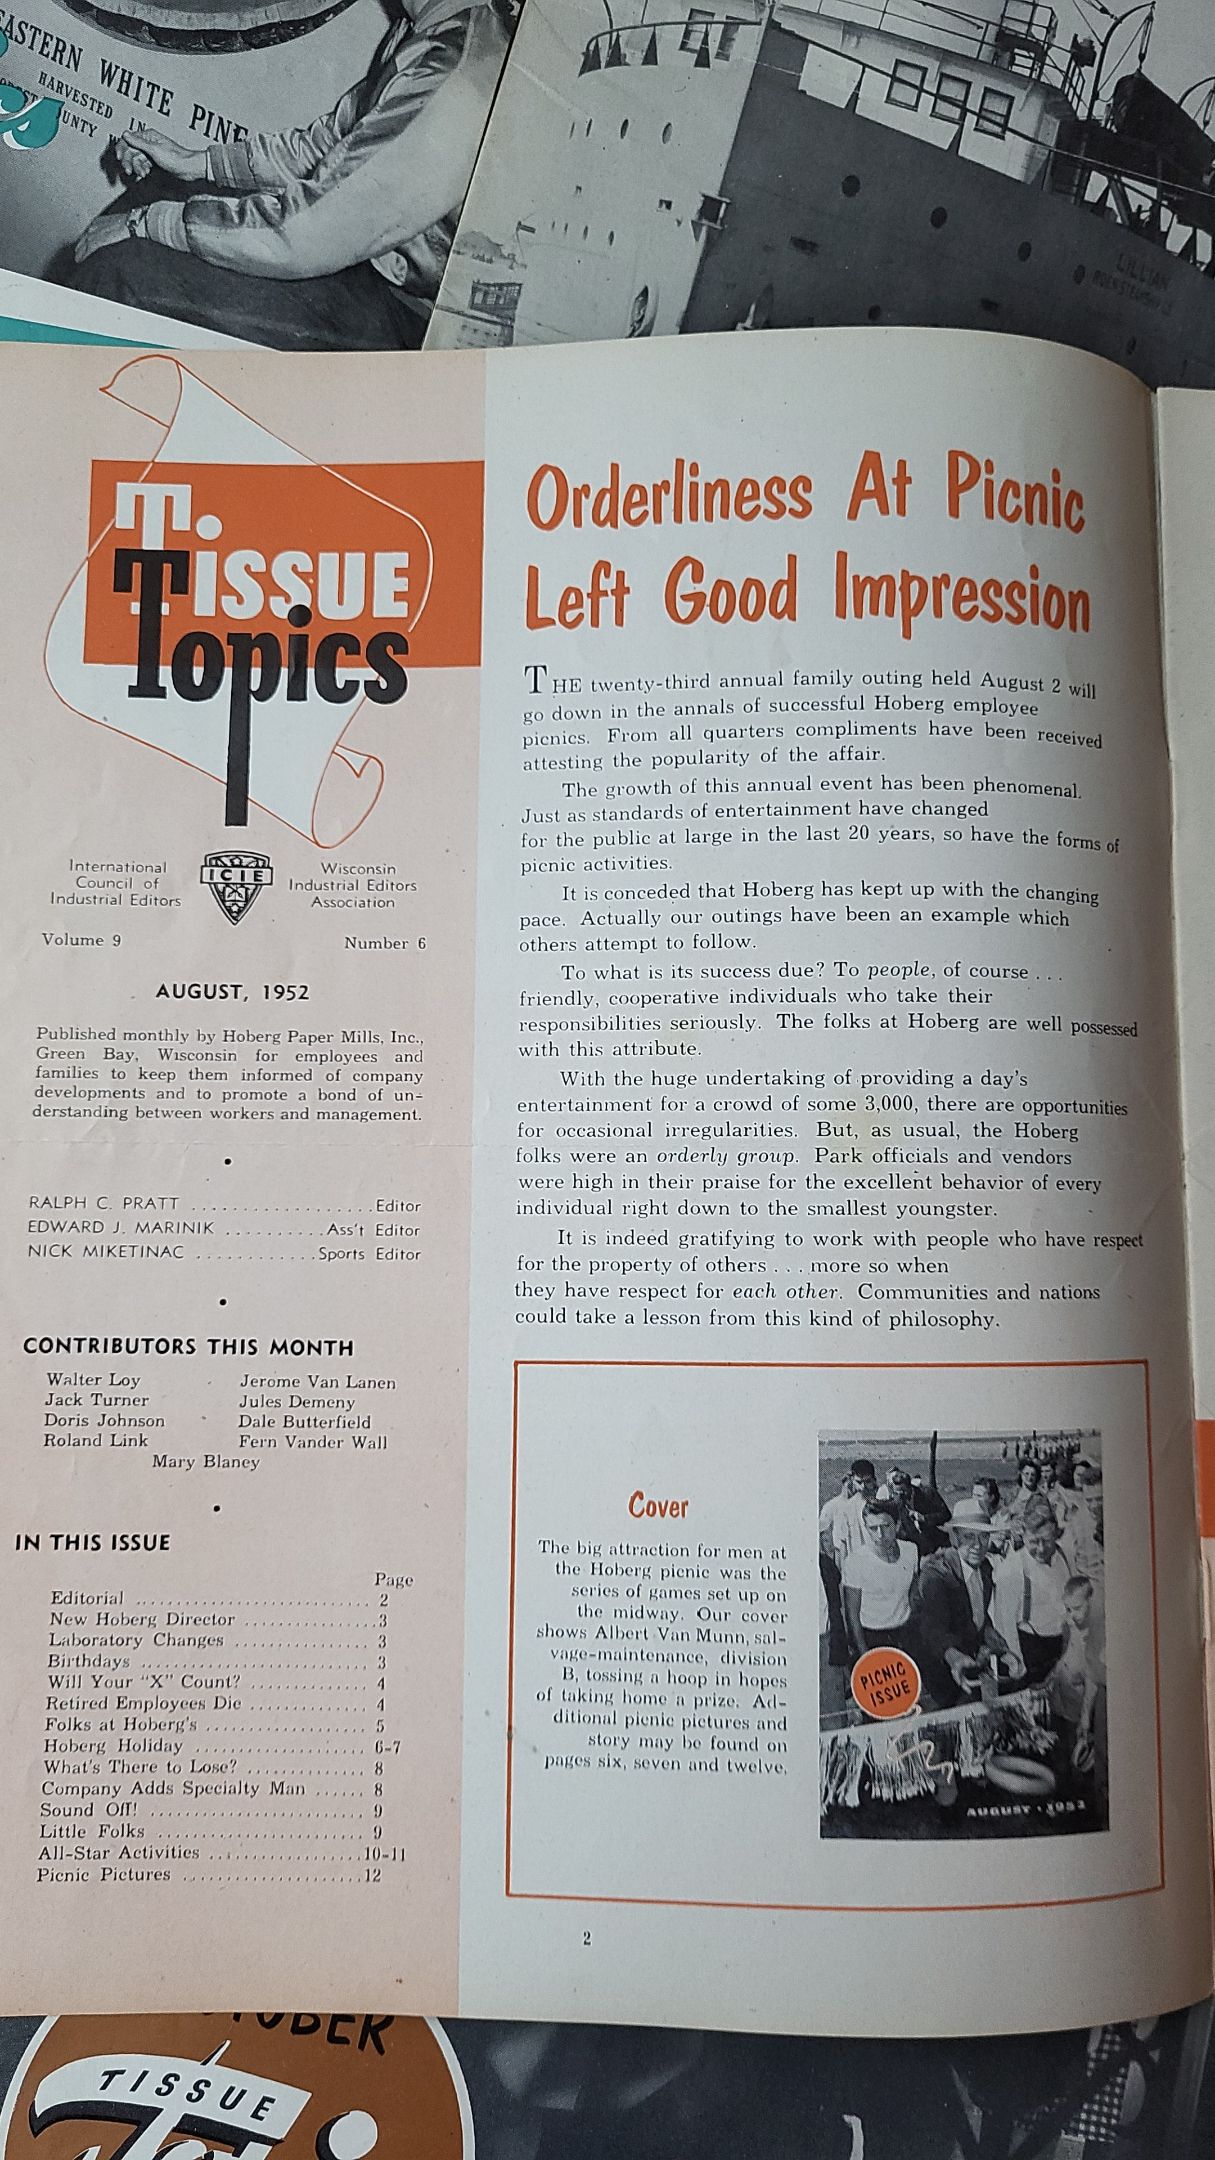 EASTERN WHITE PINE
HARVESTED IN
UNTY
LILLIAN
TISSUE
Topics
International
Council of
Industrial Editors
ICIE
Wisconsin
Industrial Editors
Association
Volume 9
Number 6
AUGUST, 1952
Published monthly by Hoberg Paper Mills, Inc.,
Green Bay, Wisconsin for employees and
families to keep them informed of company
developments and to promote a bond of un-
derstanding between workers and management.
RALPH C. PRATT ..................Editor
EDWARD J. MARINIK ..........Ass't Editor
NICK MIKETINAC ............Sports Editor
CONTRIBUTORS THIS MONTH
Walter Loy
Jack Turner
Doris Johnson
Roland Link
Jerome Van Lanen
Jules Demeny
Dale Butterfield
Fern Vander Wall
Mary Blaney
IN THIS ISSUE
Page
Editorial ............................ 2
New Hoberg Director ................3
Laboratory Changes ................ 3
Birthdays ........................... 3
Will Your "X" Count? .............. 4
Retired Employees Die .............. 4
Folks at Hoberg's ................... 5
Hoberg Holiday ..................... 6-7
What's There to Lose? .............. 8
Company Adds Specialty Man ...... 8
Sound Off! .......................... 9
Little Folks ......................... 9
All-Star Activities ..................10-11
Picnic Pictures .....................12
Orderliness At Picnic
Left Good Impression
THE twenty-third annual family outing held August 2 will
go down in the annals of successful Hoberg employee
picnics. From all quarters compliments have been received
attesting the popularity of the affair.
The growth of this annual event has been phenomenal.
Just as standards of entertainment have changed
for the public at large in the last 20 years, so have the forms of
picnic activities.
It is conceded that Hoberg has kept up with the changing
pace. Actually our outings have been an example which
others attempt to follow.
To what is its success due? To people, of course . . .
friendly, cooperative individuals who take their
responsibilities seriously. The folks at Hoberg are well possessed
with this attribute.
With the huge undertaking of providing a day's
entertainment for a crowd of some 3,000, there are opportunities
for occasional irregularities. But, as usual, the Hoberg
folks were an orderly group. Park officials and vendors
were high in their praise for the excellent behavior of every
individual right down to the smallest youngster.
It is indeed gratifying to work with people who have respect
for the property of others . . . more so when
they have respect for each other. Communities and nations
could take a lesson from this kind of philosophy.
Cover
The big attraction for men at
the Hoberg picnic was the
series of games set up on
the midway. Our cover
shows Albert Van Munn, sal-
vage-maintenance, division
B, tossing a hoop in hopes
of taking home a prize. Ad-
ditional picnic pictures and
story may be found on
pages six, seven and twelve.
PICNIC
ISSUE
AUGUST · 1952
2
TISSUE